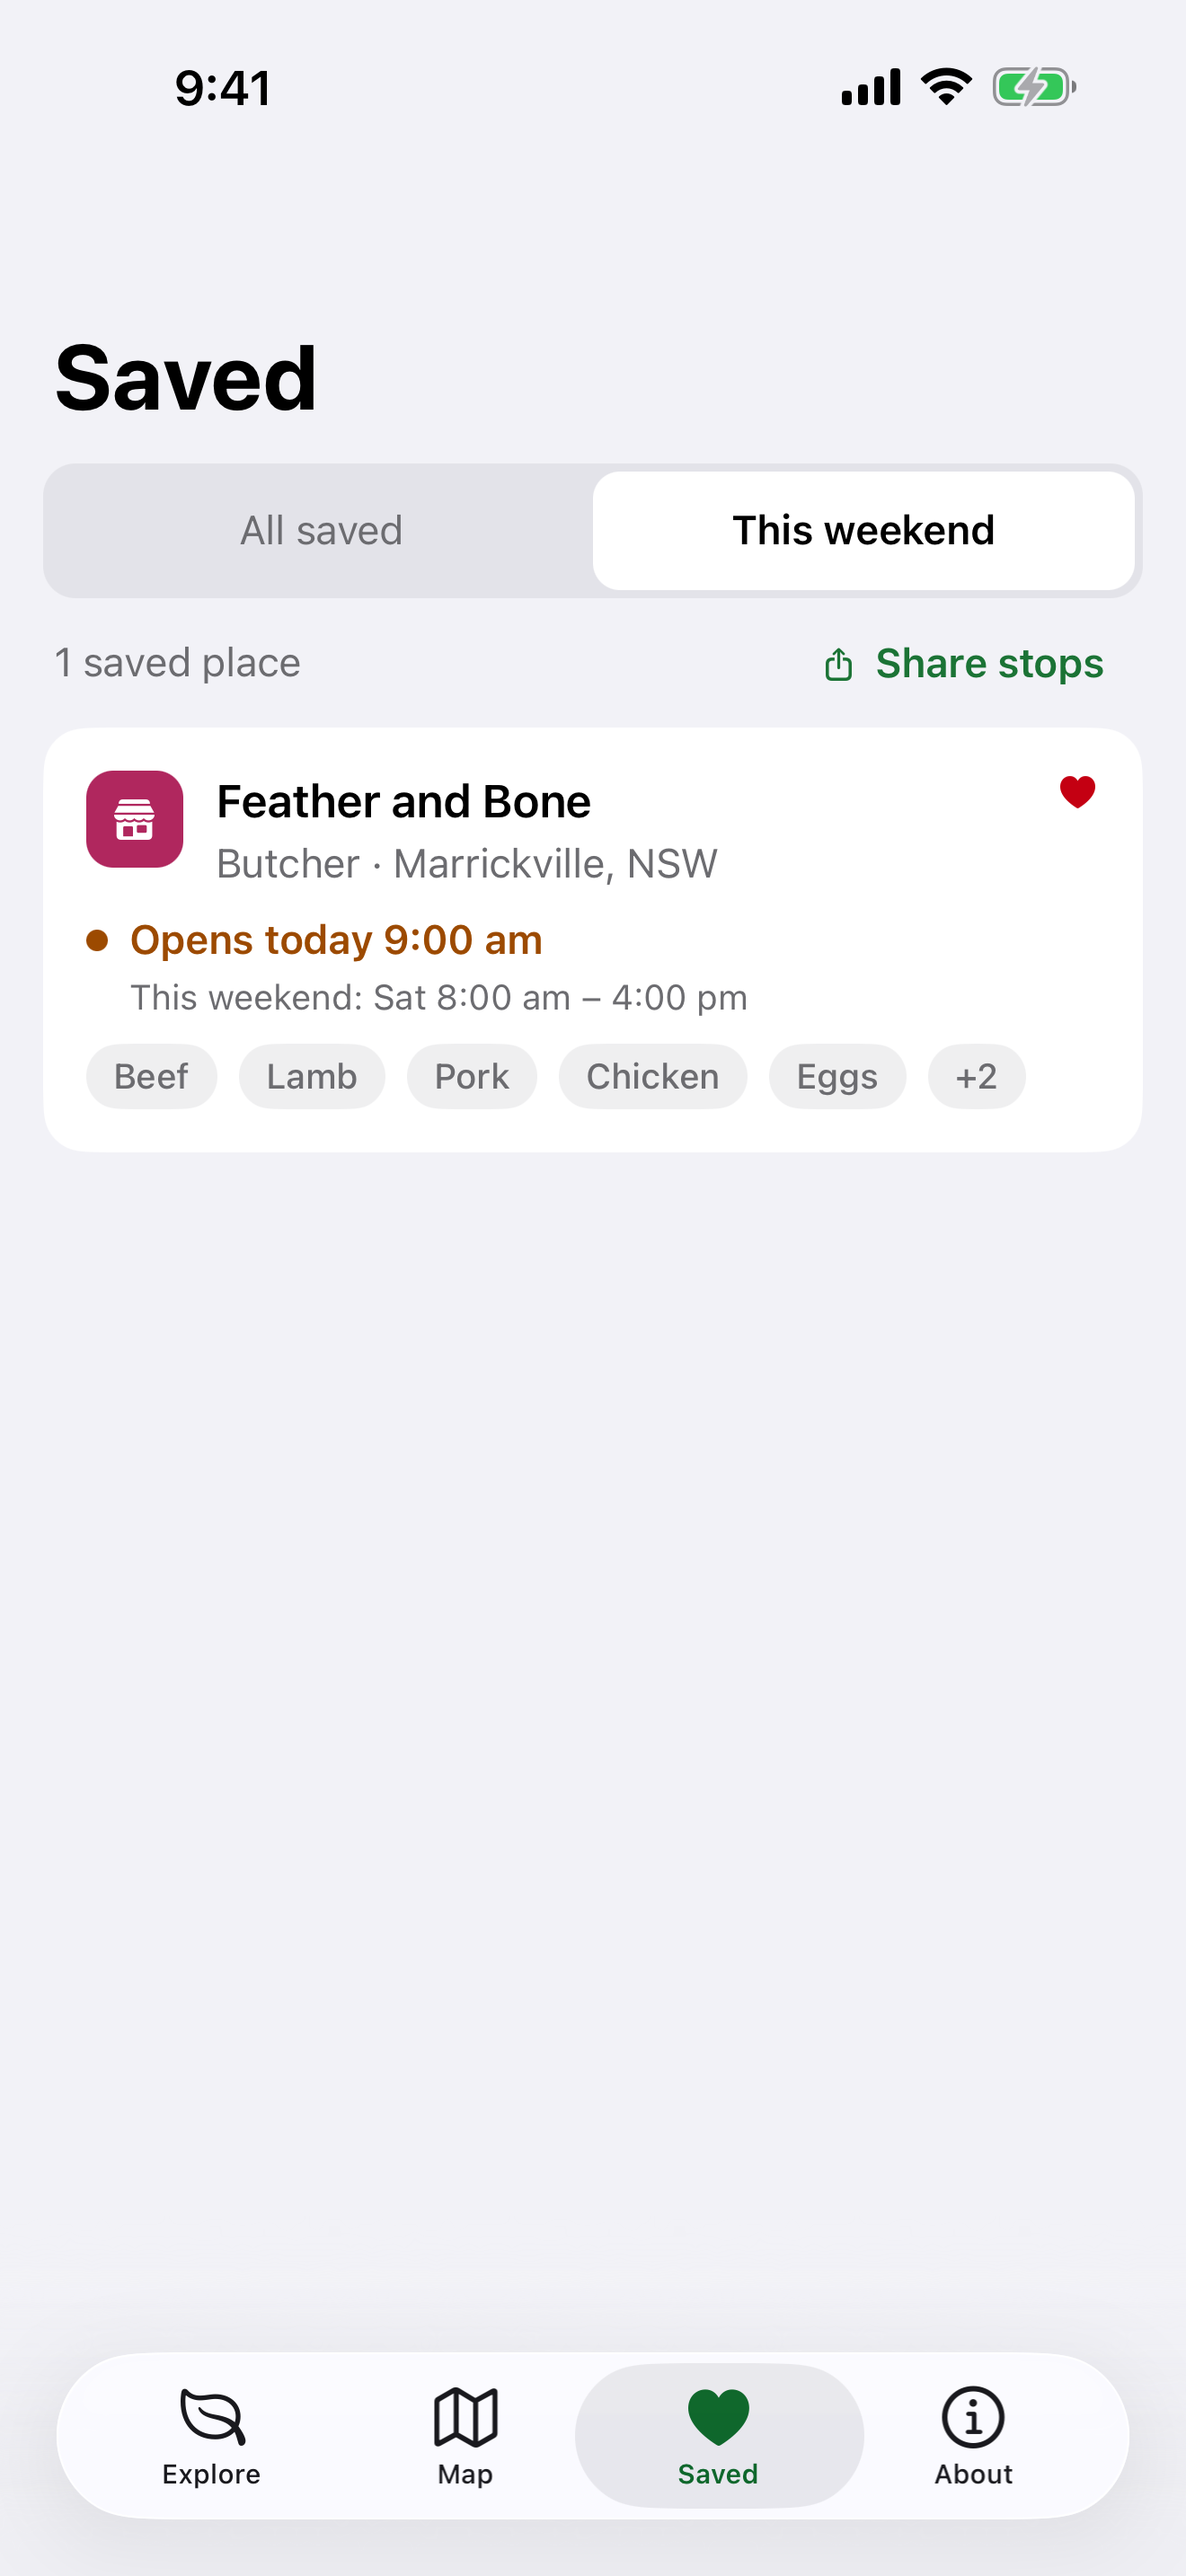 9:41
Saved
All saved
This weekend
1 saved place
Share stops
Feather and Bone
Butcher · Marrickville, NSW
Opens today 9:00 am
This weekend: Sat 8:00 am – 4:00 pm
Beef Lamb Pork Chicken Eggs +2
Explore Map Saved About